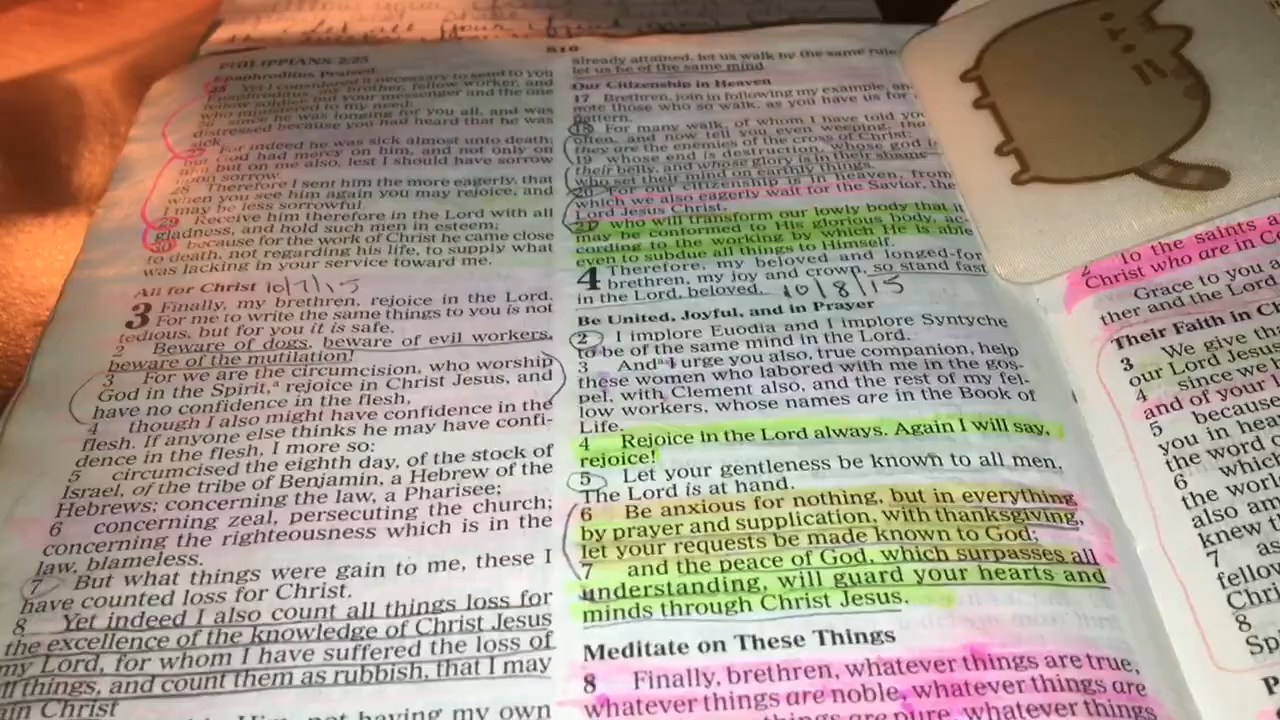 PHILIPPIANS 2:25
510
Epaphroditus Praised
25 Yet I considered it necessary to send to you
Epaphroditus, my brother, fellow worker, and
fellow soldier, but your messenger and the one
who ministered to my need;
26 since he was longing for you all, and was
distressed because you had heard that he was
sick.
27 For indeed he was sick almost unto death;
but God had mercy on him, and not only on
him but on me also, lest I should have sorrow
upon sorrow.
28 Therefore I sent him the more eagerly, that
when you see him again you may rejoice, and
I may be less sorrowful.
29 Receive him therefore in the Lord with all
gladness, and hold such men in esteem;
30 because for the work of Christ he came close
to death, not regarding his life, to supply what
was lacking in your service toward me.
All for Christ 10/7/15
3 Finally, my brethren, rejoice in the Lord.
For me to write the same things to you is not
tedious, but for you it is safe.
2 Beware of dogs, beware of evil workers,
beware of the mutilation!
3 For we are the circumcision, who worship
God in the Spirit,a rejoice in Christ Jesus, and
have no confidence in the flesh,
4 though I also might have confidence in the
flesh. If anyone else thinks he may have confi-
dence in the flesh, I more so:
5 circumcised the eighth day, of the stock of
Israel, of the tribe of Benjamin, a Hebrew of the
Hebrews; concerning the law, a Pharisee;
6 concerning zeal, persecuting the church;
concerning the righteousness which is in the
law, blameless.
7 But what things were gain to me, these I
have counted loss for Christ.
8 Yet indeed I also count all things loss for
the excellence of the knowledge of Christ Jesus
my Lord, for whom I have suffered the loss of
all things, and count them as rubbish, that I may
in Christ
Him, not having my own
already attained, let us walk by the same rule,
let us be of the same mind.
Our Citizenship in Heaven
17 Brethren, join in following my example, an
note those who so walk, as you have us for
pattern.
18 For many walk, of whom I have told you
often, and now tell you even weeping, tha
they are the enemies of the cross of Christ:
19 whose end is destruction, whose god i
their belly, and whose glory is in their shame
who set their mind on earthly things.
20 For our citizenship is in heaven, from
which we also eagerly wait for the Savior, the
Lord Jesus Christ,
21 who will transform our lowly body that it
may be conformed to His glorious body, ac-
cording to the working by which He is able
even to subdue all things to Himself.
4 Therefore, my beloved and longed-for
brethren, my joy and crown, so stand fast
in the Lord, beloved. 10/8/15
Be United, Joyful, and in Prayer
2 I implore Euodia and I implore Syntyche
to be of the same mind in the Lord.
3 Anda I urge you also, true companion, help
these women who labored with me in the gos-
pel, with Clement also, and the rest of my fel-
low workers, whose names are in the Book of
Life.
4 Rejoice in the Lord always. Again I will say,
rejoice!
5 Let your gentleness be known to all men.
The Lord is at hand.
6 Be anxious for nothing, but in everything
by prayer and supplication, with thanksgiving,
let your requests be made known to God;
7 and the peace of God, which surpasses all
understanding, will guard your hearts and
minds through Christ Jesus.
Meditate on These Things
8 Finally, brethren, whatever things are true,
whatever things are noble, whatever things are
things are pure, whatever things
2 To the saints a
Christ who are in Co
Grace to you a
ther and the Lord
Their Faith in Ch
3 We give tha
our Lord Jesus
4 since we h
and of your l
5 because
you in hea
the word o
6 which
the worl
also am
knew t
7 as
fellow
Chri
8
Sp
P